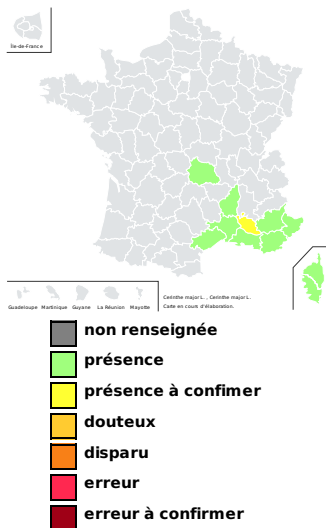 Île-de-France
Guadeloupe Martinique Guyane La Réunion Mayotte
Cerinthe major L. , Cerinthe major L.
Carte en cours d'élaboration.
non renseignée
présence
présence à confimer
douteux
disparu
erreur
erreur à confirmer